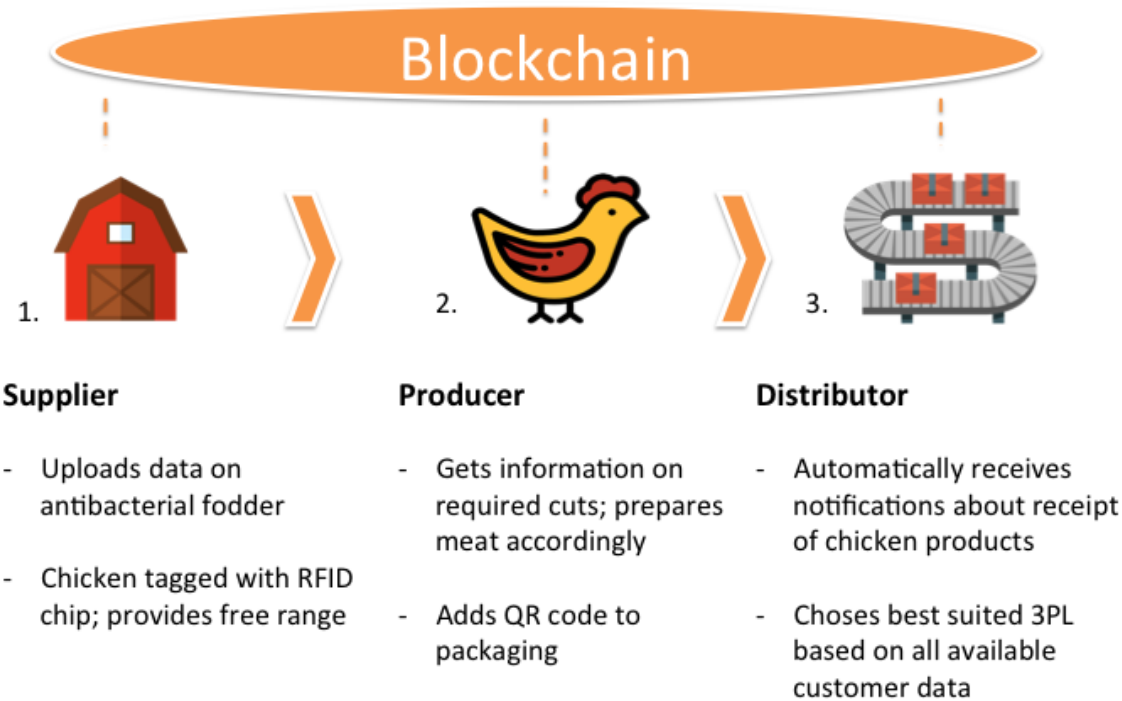 Blockchain
1.
2.
3.
Supplier
- Uploads data on
antibacterial fodder
- Chicken tagged with RFID
chip; provides free range
Producer
- Gets information on
required cuts; prepares
meat accordingly
- Adds QR code to
packaging
Distributor
- Automatically receives
notifications about receipt
of chicken products
- Choses best suited 3PL
based on all available
customer data